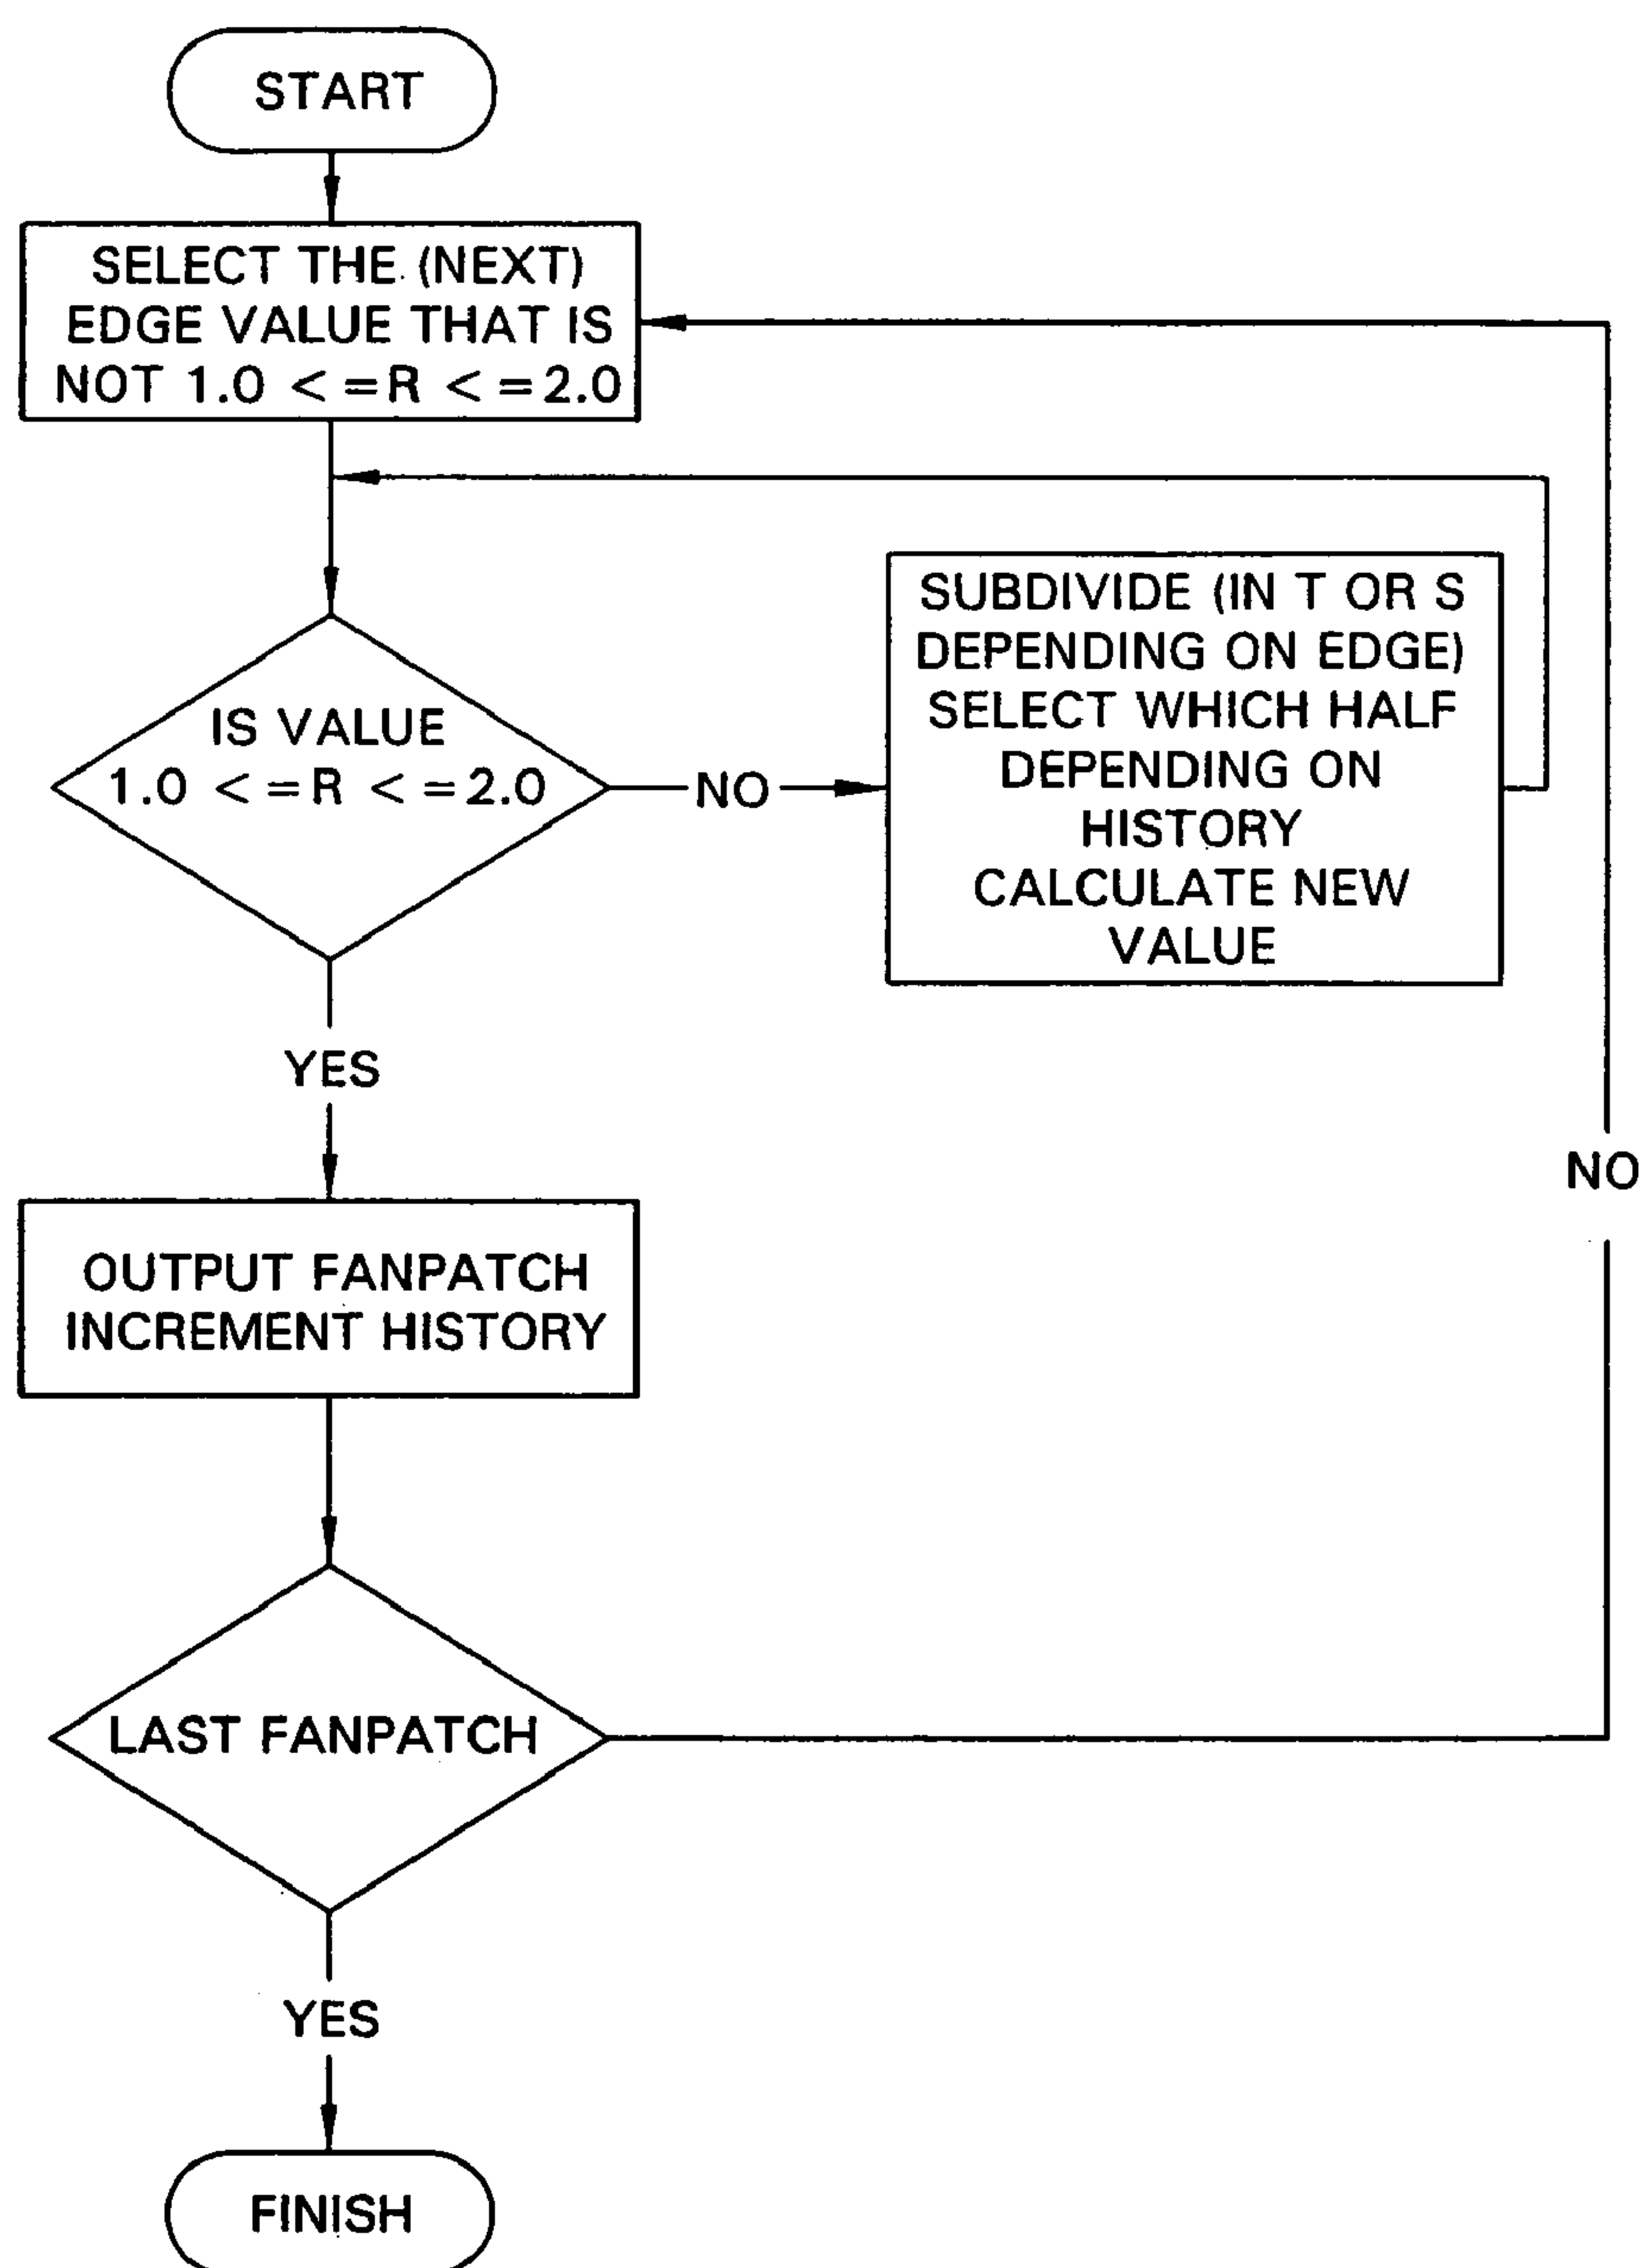 START
SELECT THE (NEXT)
EDGE VALUE THAT IS
NOT 1.0 < =R < =2.0
IS VALUE
1.0 < =R < =2.0
NO
SUBDIVIDE (IN T OR S
DEPENDING ON EDGE)
SELECT WHICH HALF
DEPENDING ON
HISTORY
CALCULATE NEW
VALUE
YES
NO
OUTPUT FANPATCH
INCREMENT HISTORY
LAST FANPATCH
YES
FINISH